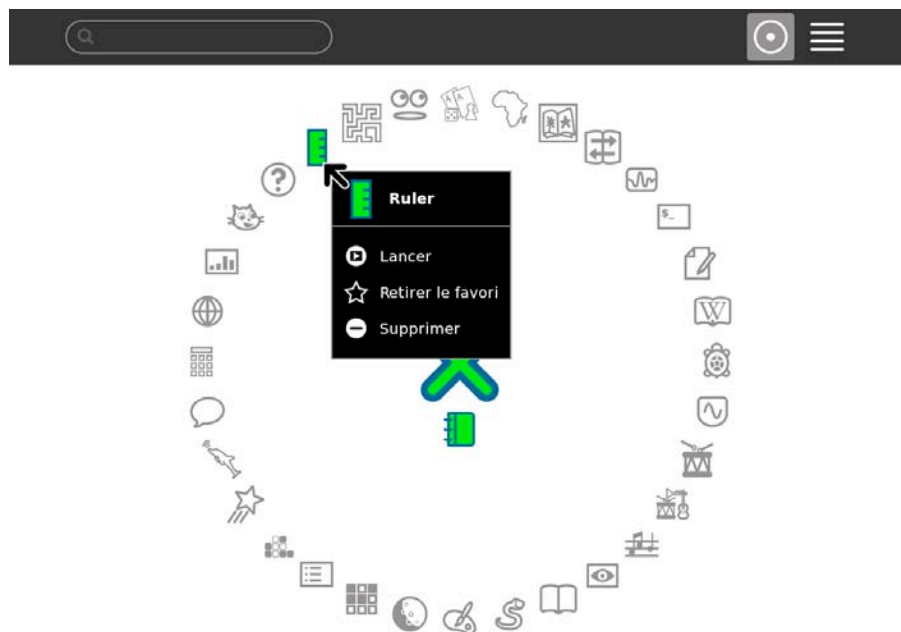 $_
W
A A
Ruler
Lancer
Retirer le favori
Supprimer